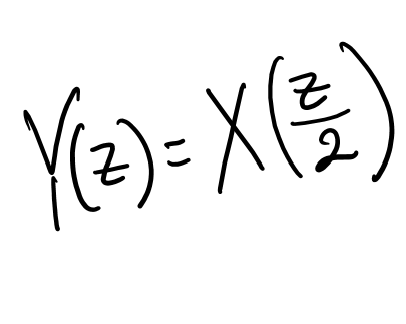 Y(z) = X(z/2)